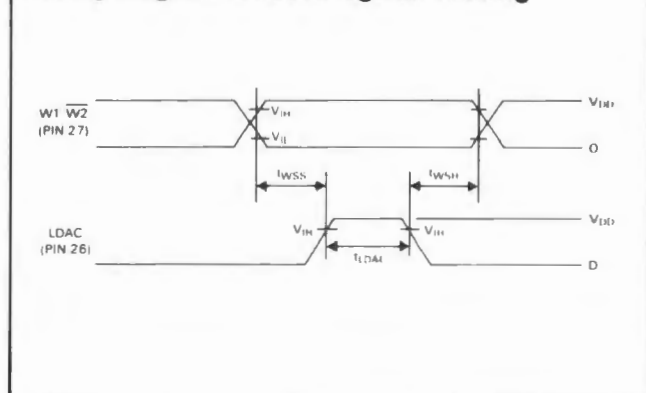 W1 W2
(PIN 27)
VIH
VIL
VDD
O
tWSS
tWSH
LDAC
(PIN 26)
VIH
VIH
VDD
tLDAC
D